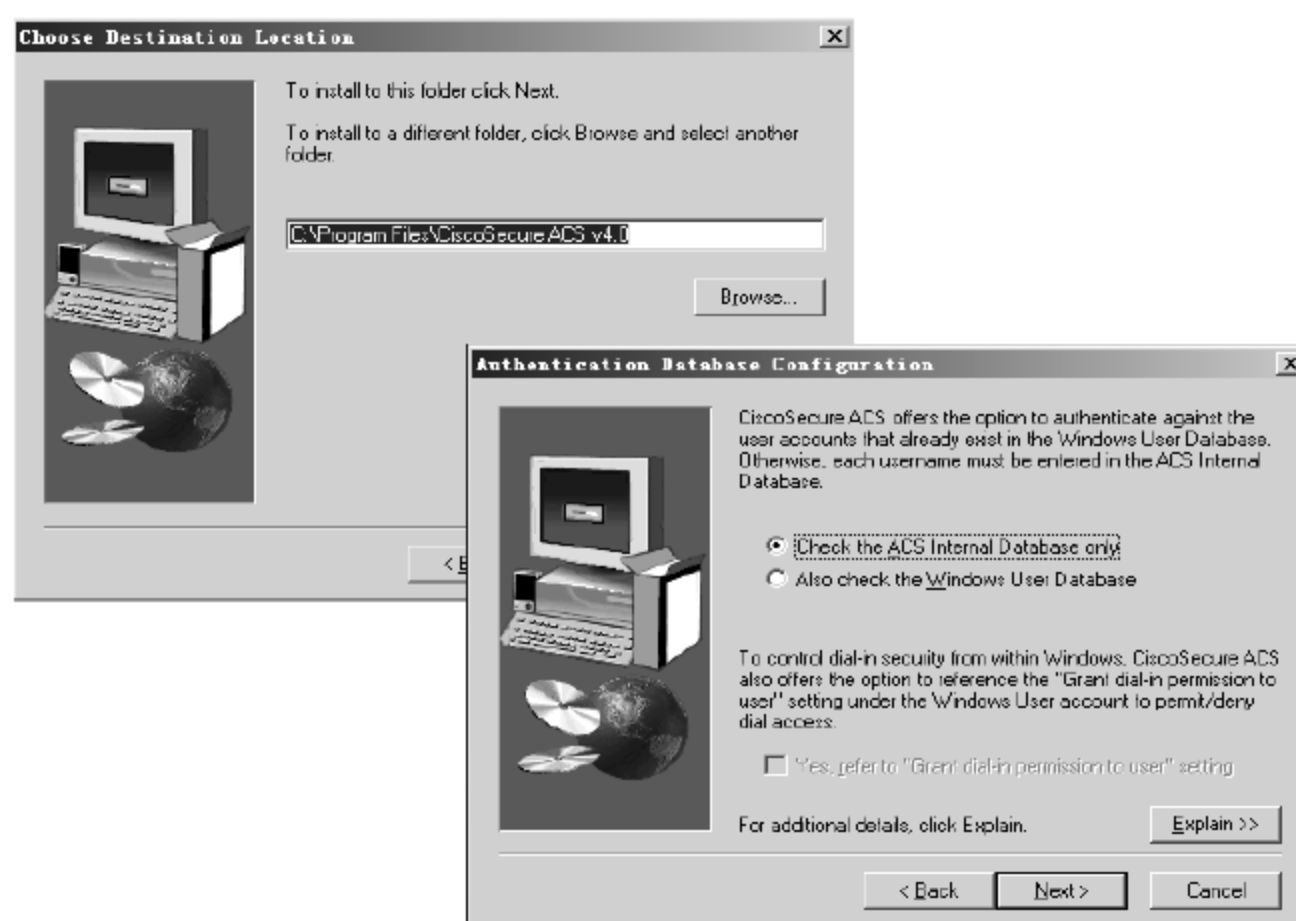 Choose Destination Location
To install to this folder click Next.
To install to a different folder, click Browse and select another
folder.
C:\Program Files\CiscoSecure ACS v4.0
Browse...
< B
Authentication Database Configuration
CiscoSecure ACS offers the option to authenticate against the
user accounts that already exist in the Windows User Database.
Otherwise, each username must be entered in the ACS Internal
Database.
Check the ACS Internal Database only
Also check the Windows User Database
To control dial-in security from within Windows, CiscoSecure ACS
also offers the option to reference the "Grant dial-in permission to
user" setting under the Windows User account to permit/deny
dial access.
Yes, refer to "Grant dial-in permission to user" setting
For additional details, click Explain.
Explain >>
< Back
Next >
Cancel